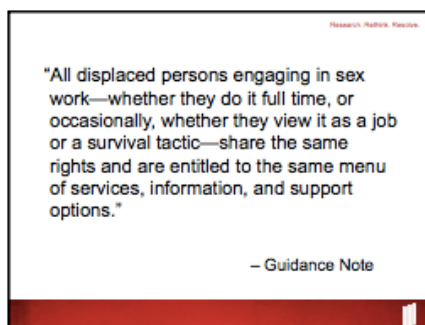 Research. Rethink. Resolve.
“All displaced persons engaging in sex
work—whether they do it full time, or
occasionally, whether they view it as a job
or a survival tactic—share the same
rights and are entitled to the same menu
of services, information, and support
options.”
– Guidance Note